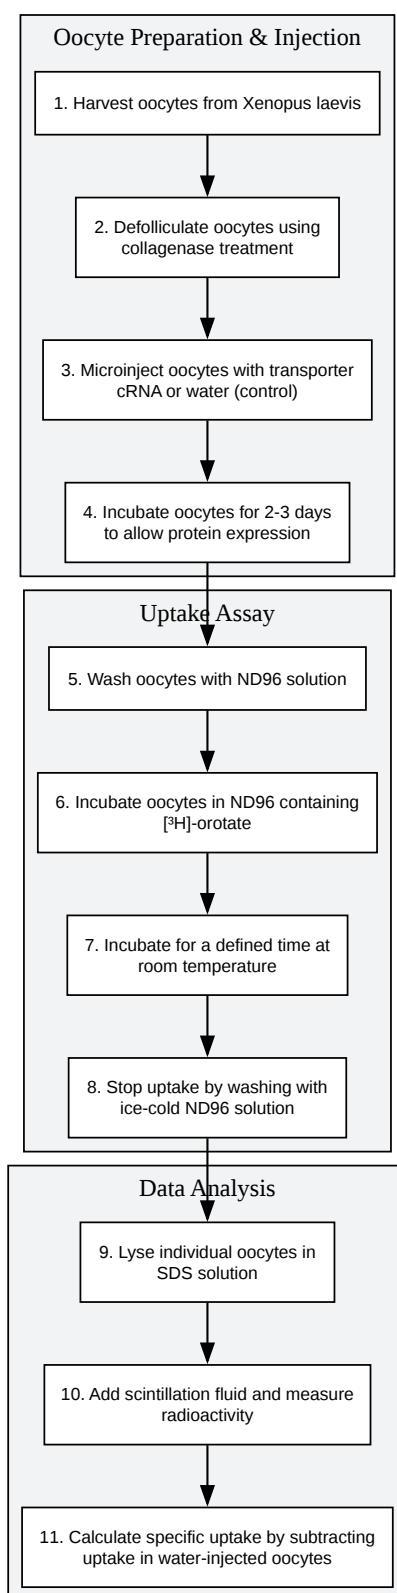 Oocyte Preparation & Injection
1. Harvest oocytes from Xenopus laevis
2. Defolliculate oocytes using
collagenase treatment
3. Microinject oocytes with transporter
cRNA or water (control)
4. Incubate oocytes for 2-3 days
to allow protein expression
Uptake Assay
5. Wash oocytes with ND96 solution
6. Incubate oocytes in ND96 containing
[³H]-orotate
7. Incubate for a defined time at
room temperature
8. Stop uptake by washing with
ice-cold ND96 solution
Data Analysis
9. Lyse individual oocytes in
SDS solution
10. Add scintillation fluid and measure
radioactivity
11. Calculate specific uptake by subtracting
uptake in water-injected oocytes